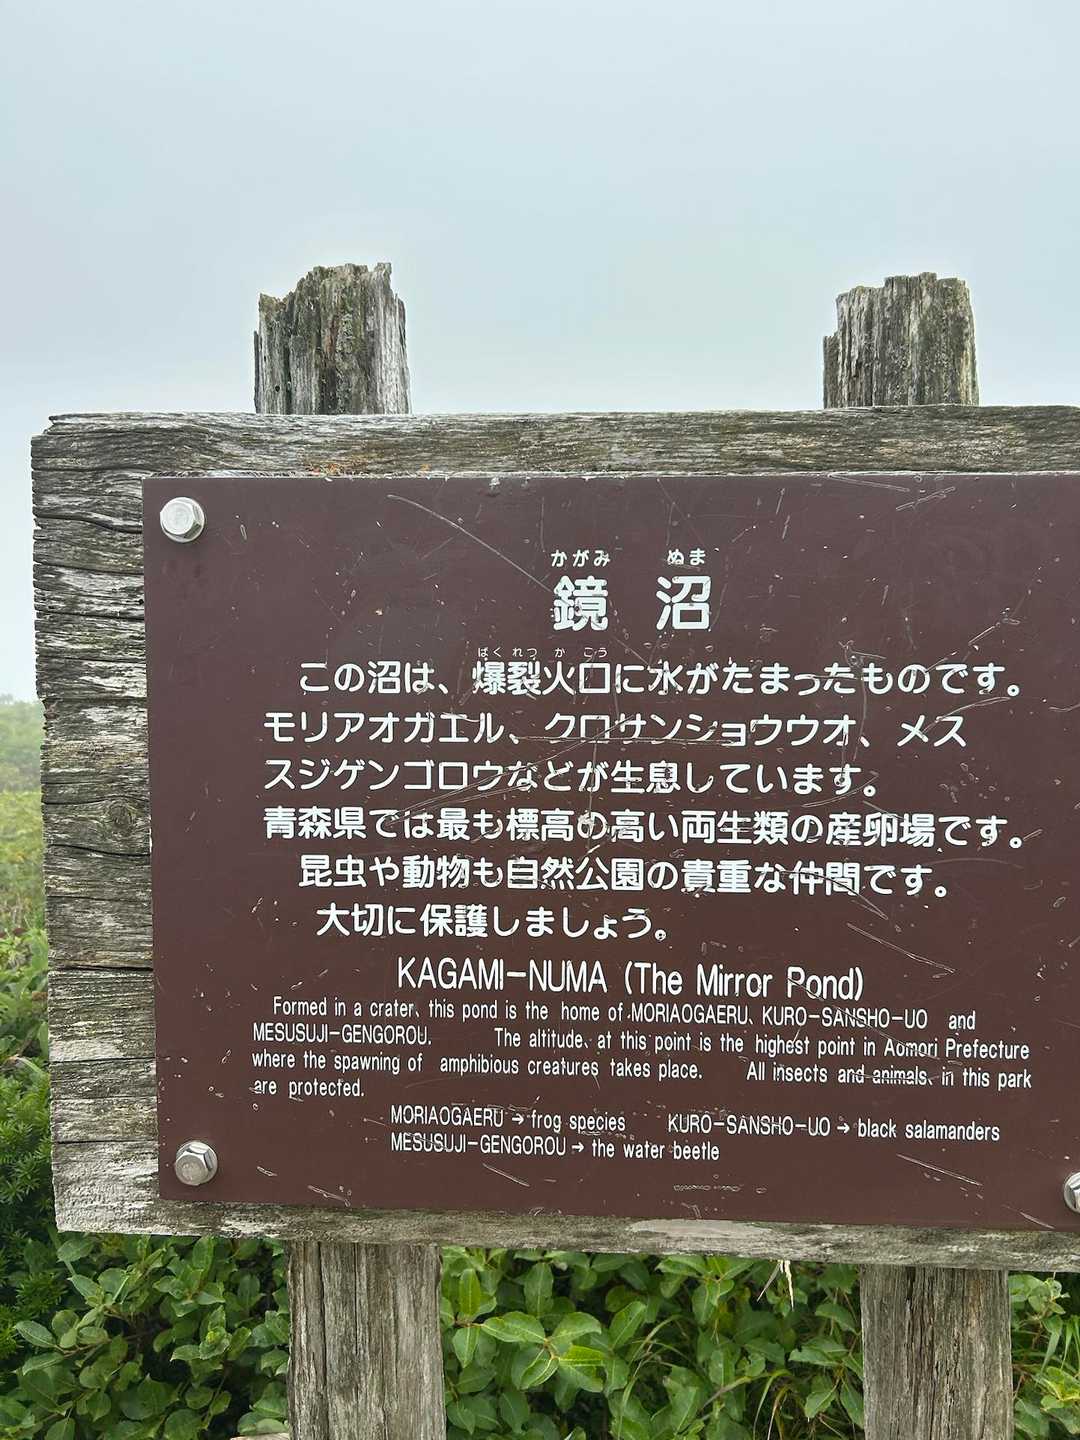 かがみ ぬま
鏡 沼
ばくれつかこう
この沼は、爆裂火口に水がたまったものです。
モリアオガエル、クロサンショウウオ、メス
スジゲンゴロウなどが生息しています。
青森県では最も標高の高い両生類の産卵場です。
昆虫や動物も自然公園の貴重な仲間です。
大切に保護しましょう。
KAGAMI-NUMA (The Mirror Pond)
Formed in a crater, this pond is the home of MORIAOGAERU, KURO-SANSHO-UO and
MESUSUJI-GENGOROU. The altitude, at this point is the highest point in Aomori Prefecture
where the spawning of amphibious creatures takes place. All insects and animals, in this park
are protected.
MORIAOGAERU → frog species KURO-SANSHO-UO → black salamanders
MESUSUJI-GENGOROU → the water beetle